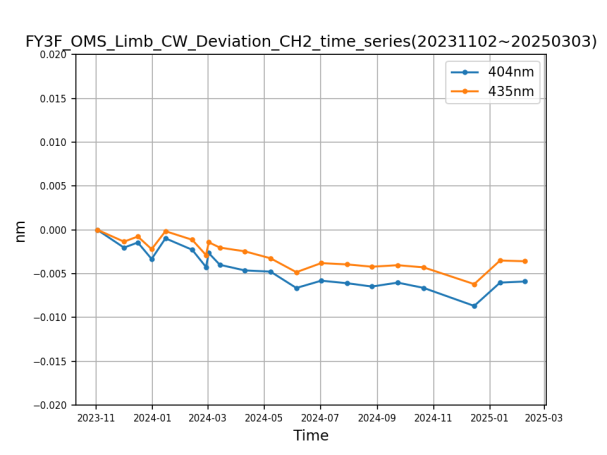 FY3F_OMS_Limb_CW_Deviation_CH2_time_series(20231102~20250303)
0.020
0.015
0.010
0.005
0.000
−0.005
−0.010
−0.015
−0.020
nm
404nm
435nm
2023-11 2024-01 2024-03 2024-05 2024-07 2024-09 2024-11 2025-01 2025-03
Time